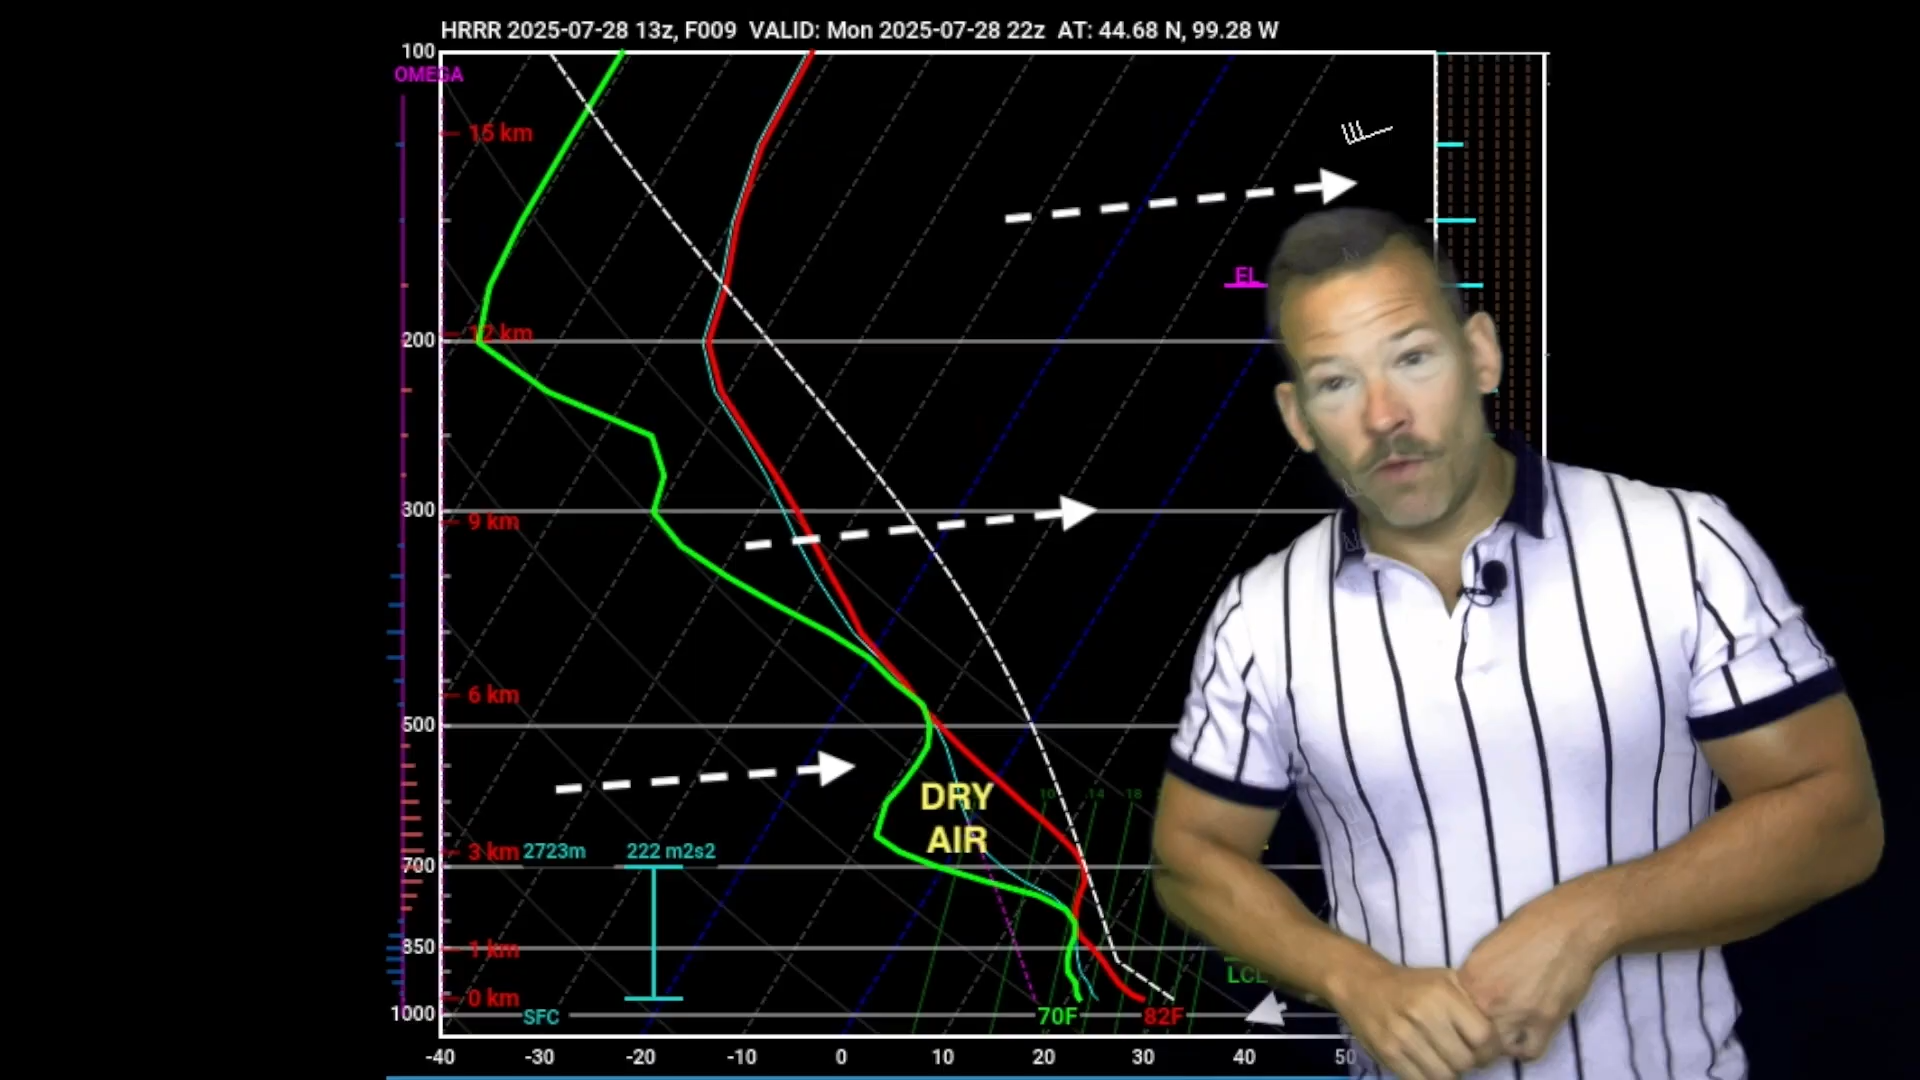 HRRR 2025-07-28 13z, F009 VALID: Mon 2025-07-28 22z AT: 44.68 N, 99.28 W
100
OMEGA
15 km
EL
12 km
200
300
9 km
6 km
500
DRY
AIR
10 14 18
3 km 2723m 222 m2s2
700
850
1 km
LCL
0 km
1000
SFC
70F 82F
-40 -30 -20 -10 0 10 20 30 40 50